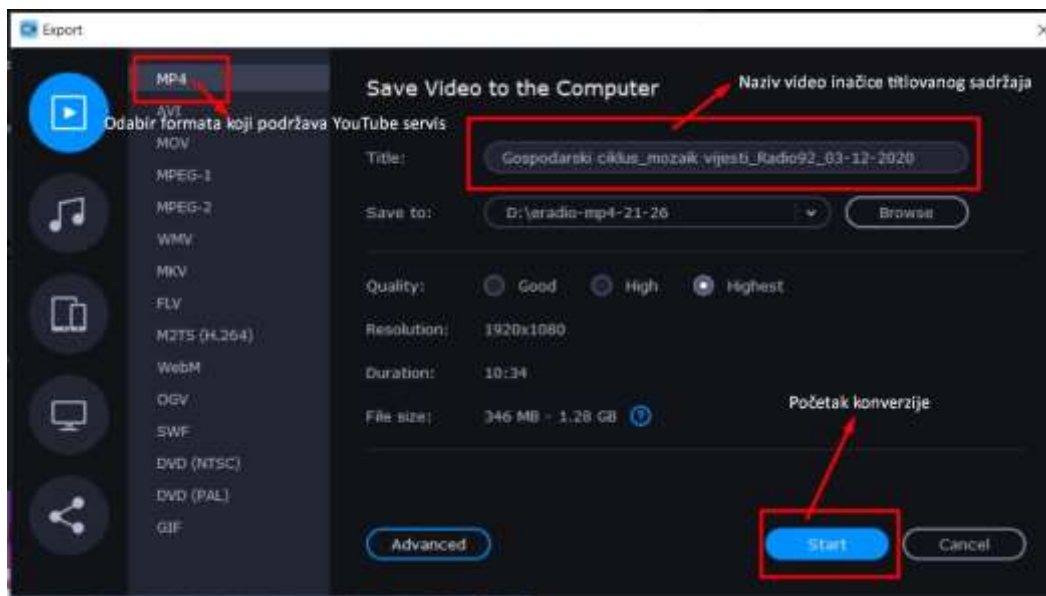 Export
MP4
AVI
Odabir formata koji podržava YouTube servis
MOV
MPEG-1
MPEG-2
WMV
MKV
FLV
M2TS (H.264)
WebM
OGV
SWF
DVD (NTSC)
DVD (PAL)
GIF
Save Video to the Computer
Naziv video inačice titlovanog sadržaja
Title: Gospodarski ciklus_mozaik vijesti_Radio92_03-12-2020
Save to: D:\eradio-mp4-21-26 Browse
Quality: Good High Highest
Resolution: 1920x1080
Duration: 10:34
File size: 346 MB - 1.28 GB ?
Početak konverzije
Advanced Start Cancel